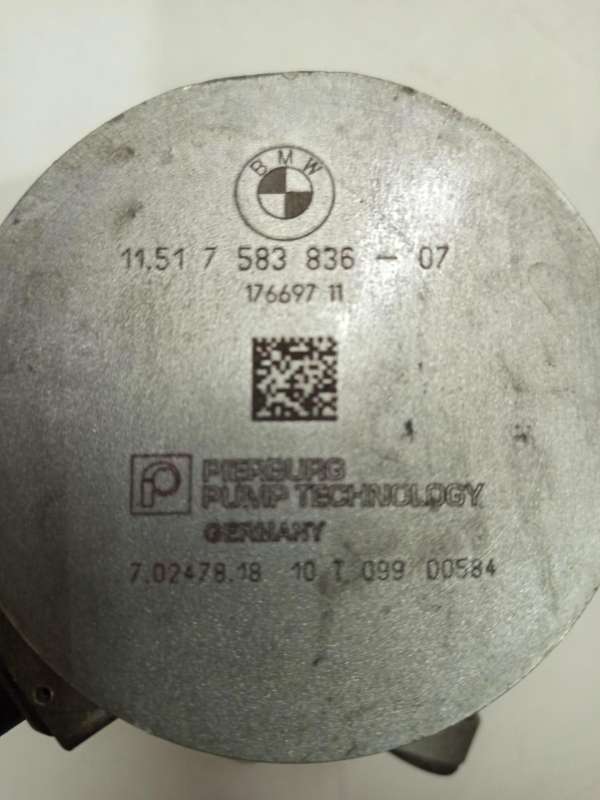 BMW
11.51 7 583 836 - 07
176697 11
PIERBURG
PUMP TECHNOLOGY
GERMANY
7.02478.18 10 T 099 00584